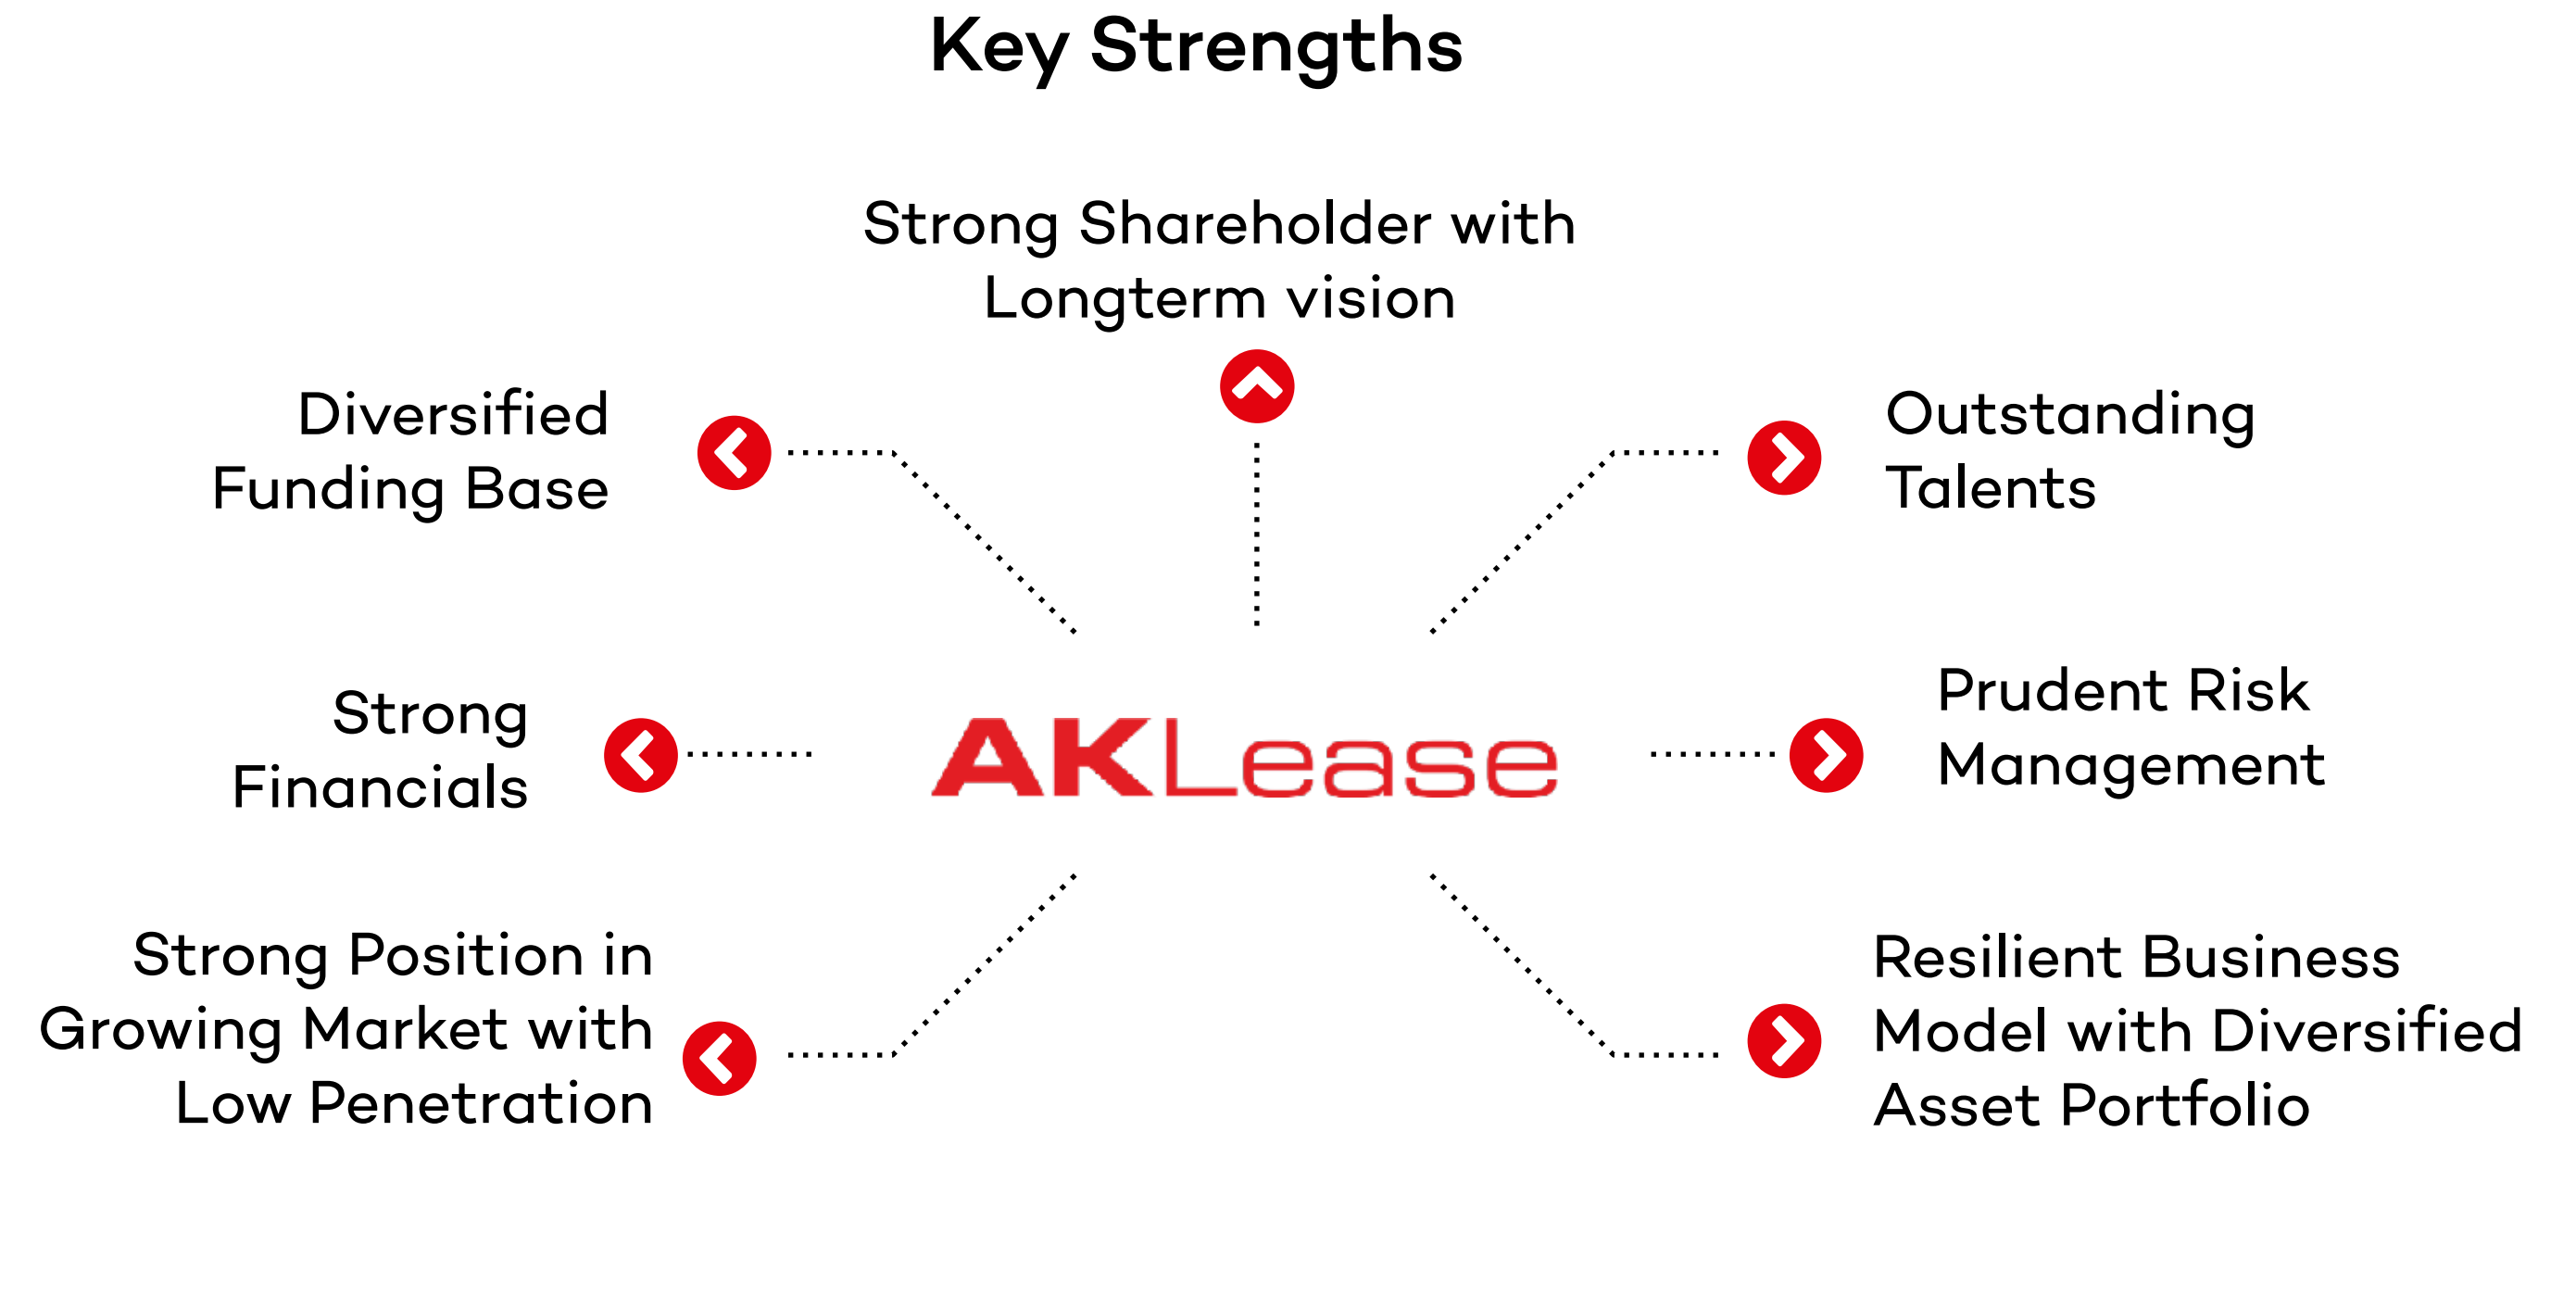 Key Strengths
Strong Shareholder with
Longterm vision
Diversified
Funding Base
Outstanding
Talents
Strong
Financials
AKLease
Prudent Risk
Management
Strong Position in
Growing Market with
Low Penetration
Resilient Business
Model with Diversified
Asset Portfolio